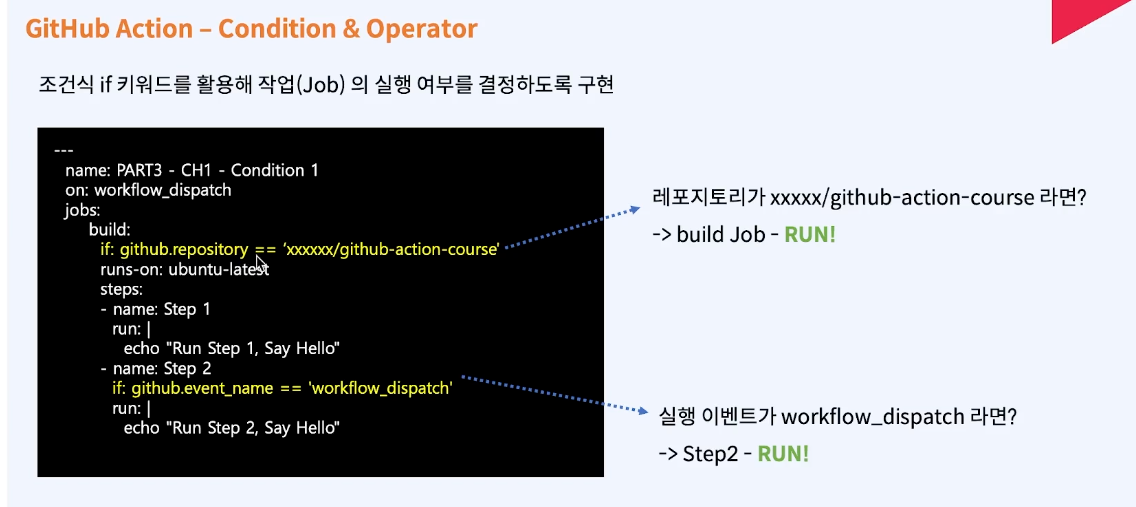 GitHub Action – Condition & Operator
조건식 if 키워드를 활용해 작업(Job) 의 실행 여부를 결정하도록 구현
---
name: PART3 - CH1 - Condition 1
on: workflow_dispatch
jobs:
build:
if: github.repository == 'xxxxxx/github-action-course'
runs-on: ubuntu-latest
steps:
- name: Step 1
run: |
echo "Run Step 1, Say Hello"
- name: Step 2
if: github.event_name == 'workflow_dispatch'
run: |
echo "Run Step 2, Say Hello"
레포지토리가 xxxxx/github-action-course 라면?
-> build Job - RUN!
실행 이벤트가 workflow_dispatch 라면?
-> Step2 - RUN!